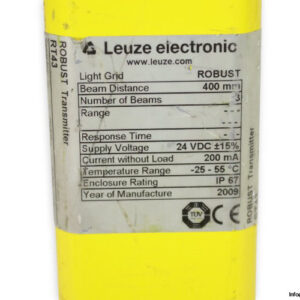 Leuze electronic
www.leuze.com
Light Grid ROBUST
Beam Distance 400 mm
Number of Beams 3
Range ---
---
Response Time
Supply Voltage 24 VDC ±15%
Current without Load 200 mA
Temperature Range -25 - 55 °C
Enclosure Rating IP 67
Year of Manufacture 2009
ROBUST Transmitter
RT43
ROBUST Transmitter
TÜV